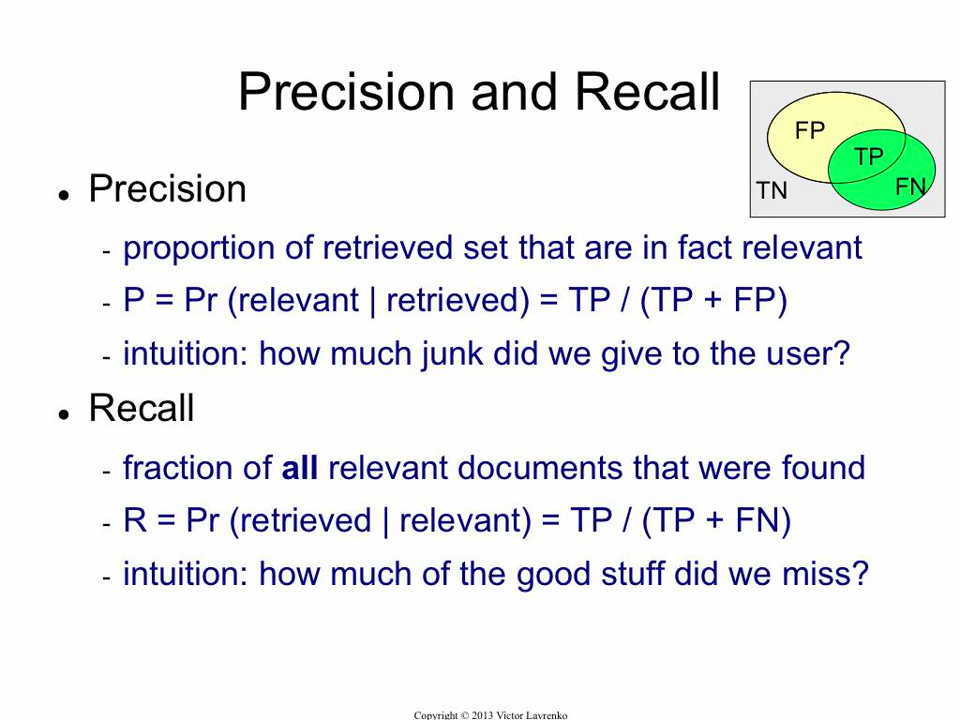 Precision and Recall
FP
TP
TN
FN
● Precision
- proportion of retrieved set that are in fact relevant
- P = Pr (relevant | retrieved) = TP / (TP + FP)
- intuition: how much junk did we give to the user?
● Recall
- fraction of all relevant documents that were found
- R = Pr (retrieved | relevant) = TP / (TP + FN)
- intuition: how much of the good stuff did we miss?
Copyright © 2013 Victor Lavrenko